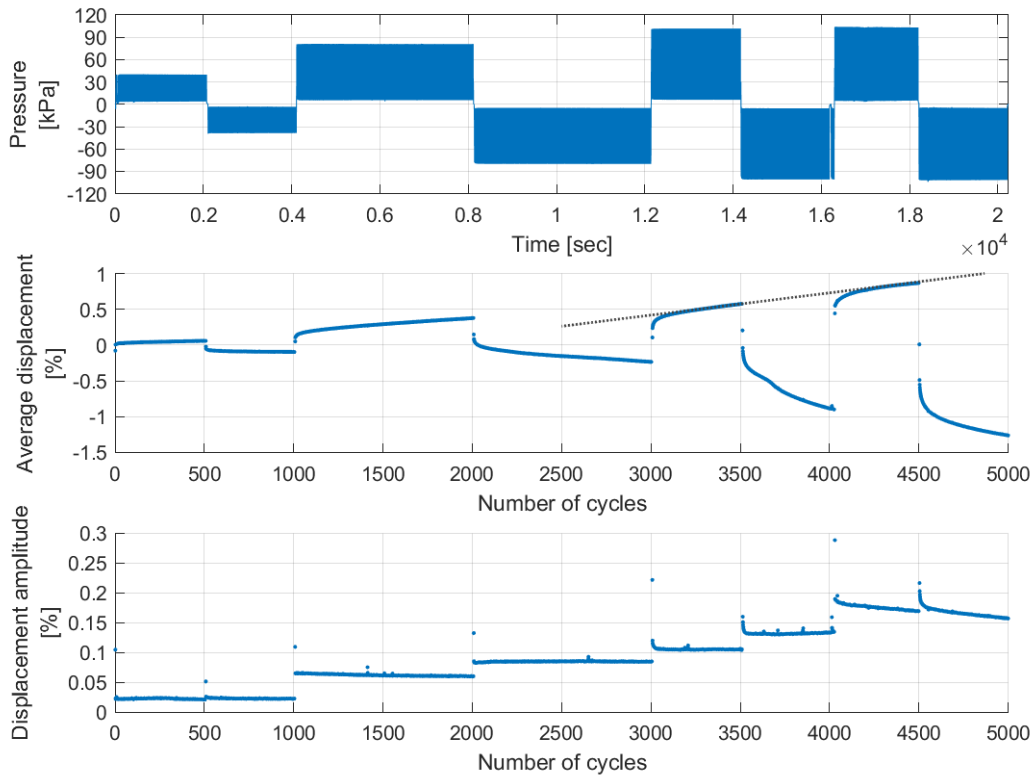 120
90
60
30
0
-30
-60
-90
-120
Pressure
[kPa]
0 0.2 0.4 0.6 0.8 1 1.2 1.4 1.6 1.8 2
Time [sec]
×10^4
1
0.5
0
-0.5
-1
-1.5
Average displacement
[%]
0 500 1000 1500 2000 2500 3000 3500 4000 4500 5000
Number of cycles
0.3
0.25
0.2
0.15
0.1
0.05
0
Displacement amplitude
[%]
0 500 1000 1500 2000 2500 3000 3500 4000 4500 5000
Number of cycles